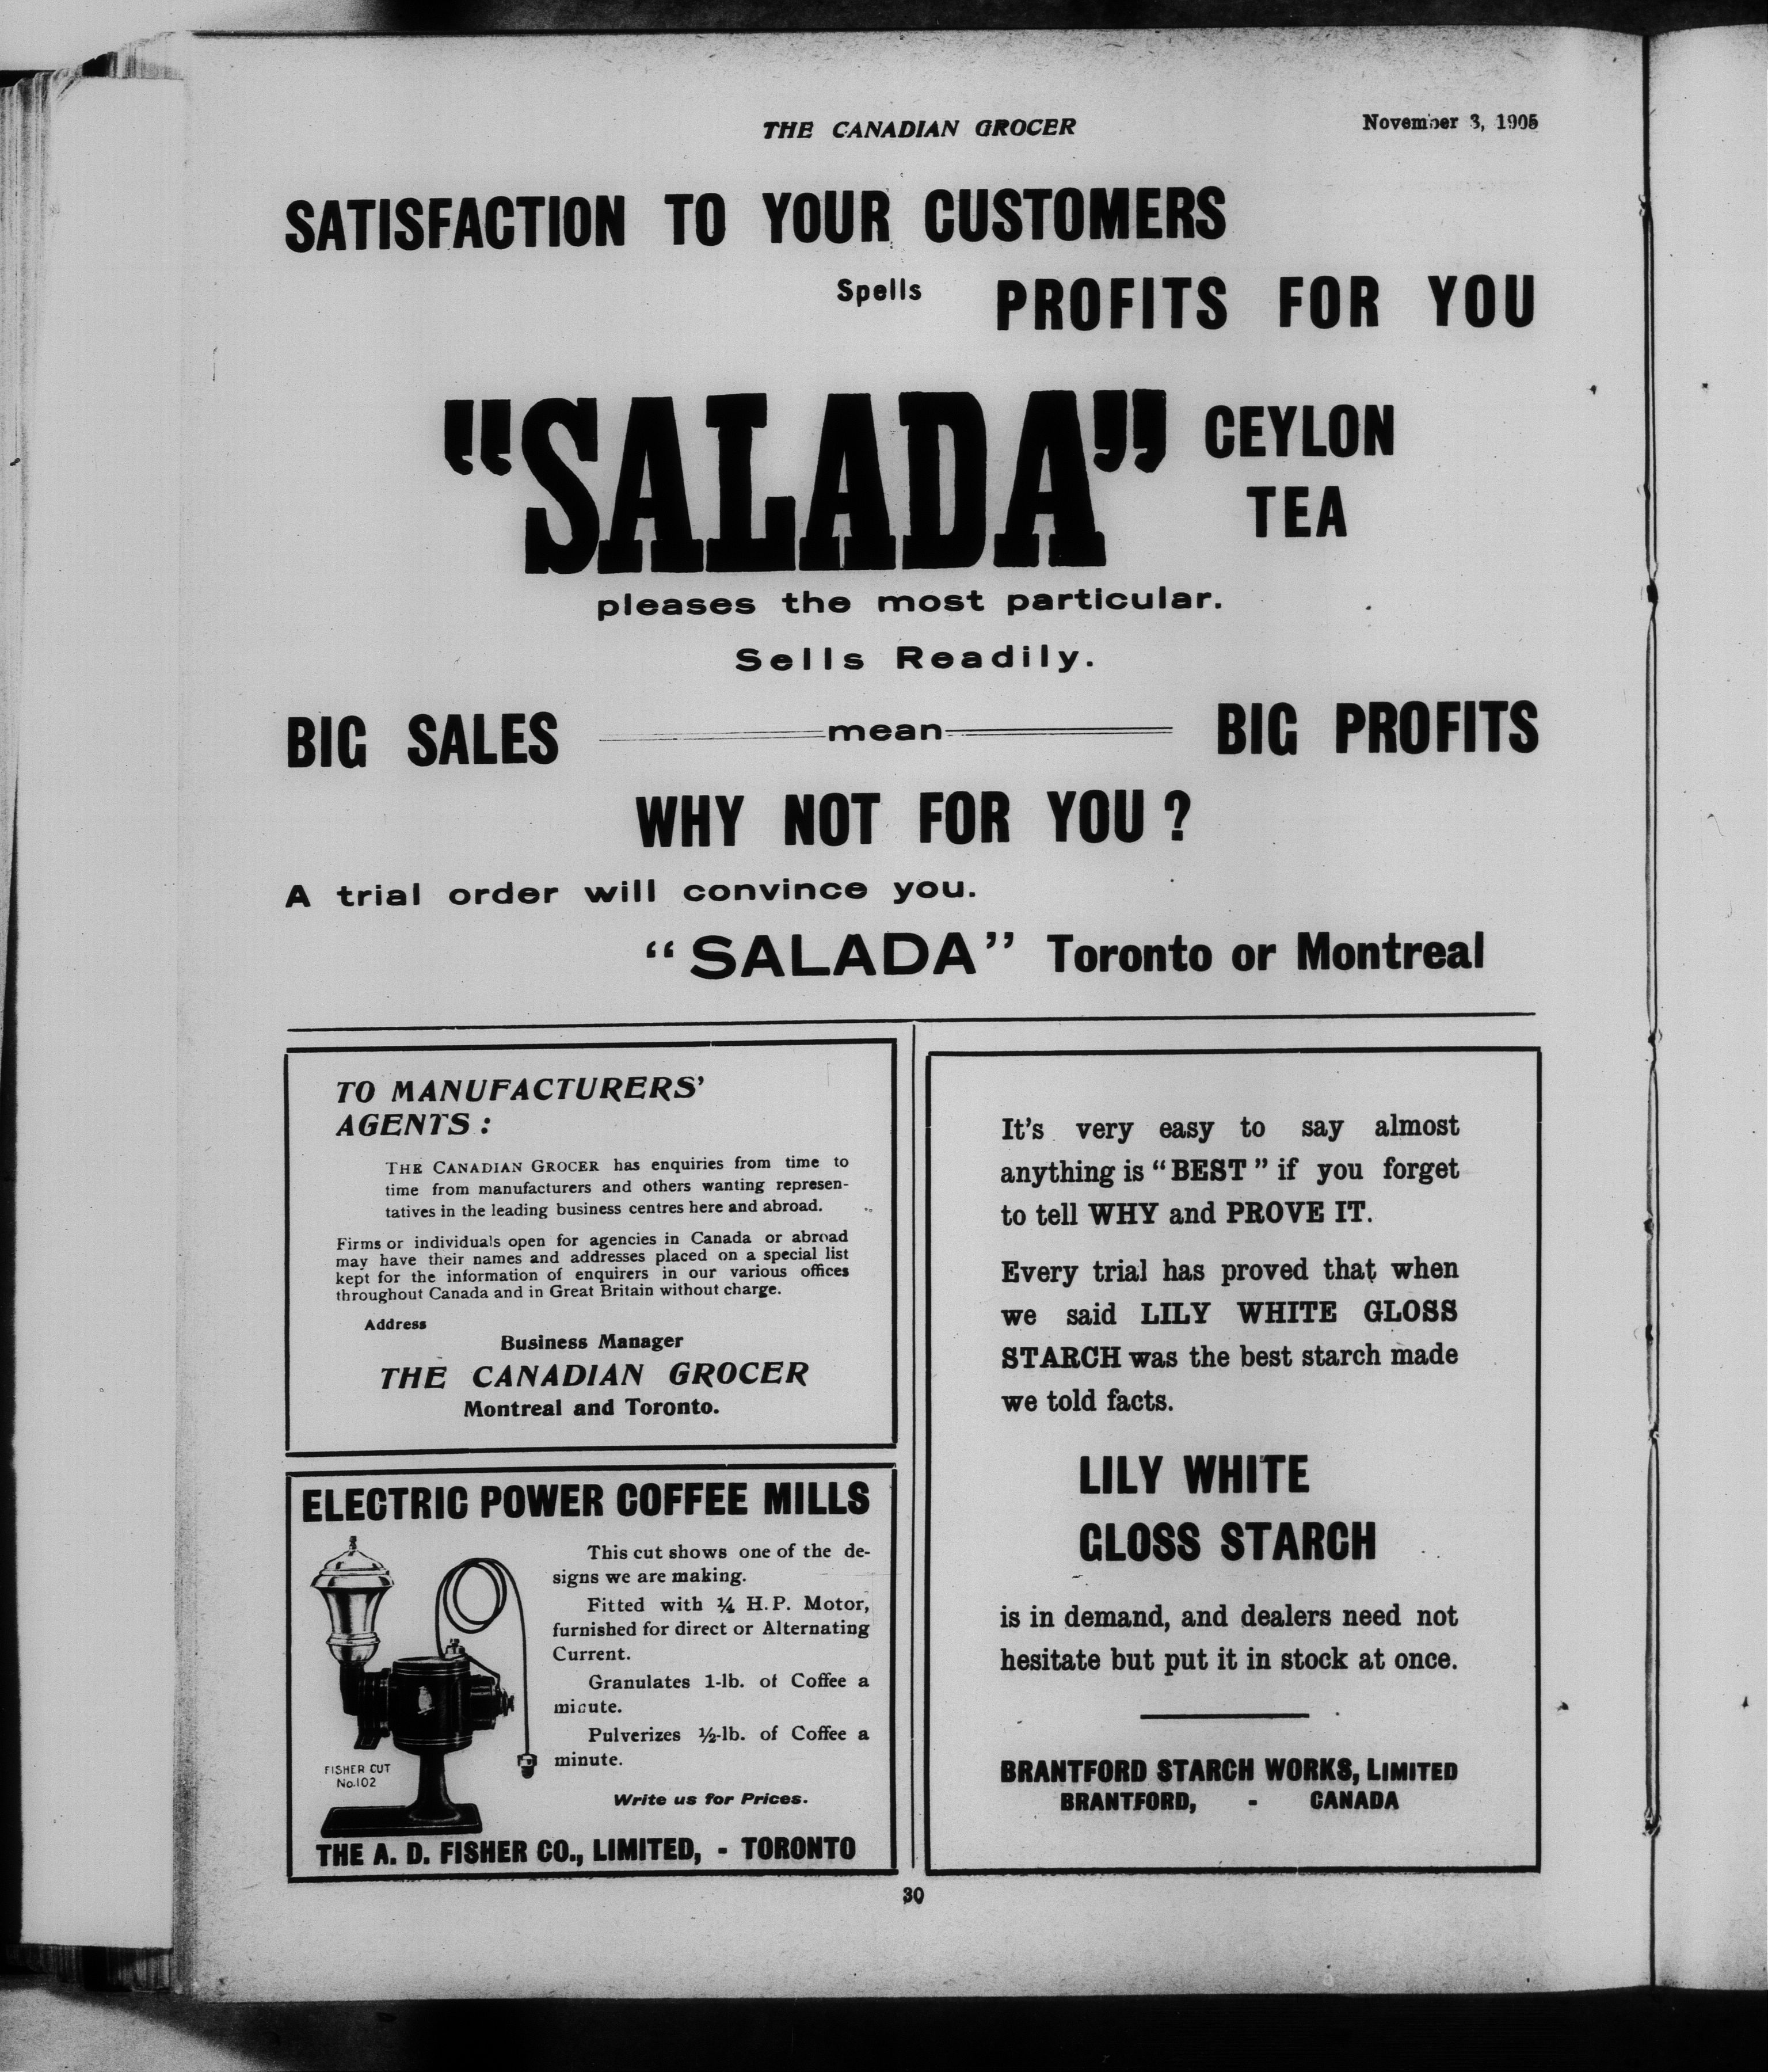 THE CANADIAN GROCER
November 3, 1905
SATISFACTION TO YOUR CUSTOMERS
Spells PROFITS FOR YOU
"SALADA" CEYLON
TEA
pleases the most particular.
Sells Readily.
BIG SALES mean BIG PROFITS
WHY NOT FOR YOU?
A trial order will convince you.
"SALADA" Toronto or Montreal
TO MANUFACTURERS'
AGENTS:
THE CANADIAN GROCER has enquiries from time to
time from manufacturers and others wanting represen-
tatives in the leading business centres here and abroad.
Firms or individuals open for agencies in Canada or abroad
may have their names and addresses placed on a special list
kept for the information of enquirers in our various offices
throughout Canada and in Great Britain without charge.
Address
Business Manager
THE CANADIAN GROCER
Montreal and Toronto.
ELECTRIC POWER COFFEE MILLS
This cut shows one of the de-
signs we are making.
Fitted with ¼ H.P. Motor,
furnished for direct or Alternating
Current.
Granulates 1-lb. of Coffee a
minute.
Pulverizes ½-lb. of Coffee a
minute.
FISHER CUT
No.102
Write us for Prices.
THE A. D. FISHER CO., LIMITED, - TORONTO
It's very easy to say almost
anything is "BEST" if you forget
to tell WHY and PROVE IT.
Every trial has proved that when
we said LILY WHITE GLOSS
STARCH was the best starch made
we told facts.
LILY WHITE
GLOSS STARCH
is in demand, and dealers need not
hesitate but put it in stock at once.
BRANTFORD STARCH WORKS, LIMITED
BRANTFORD, - CANADA
30